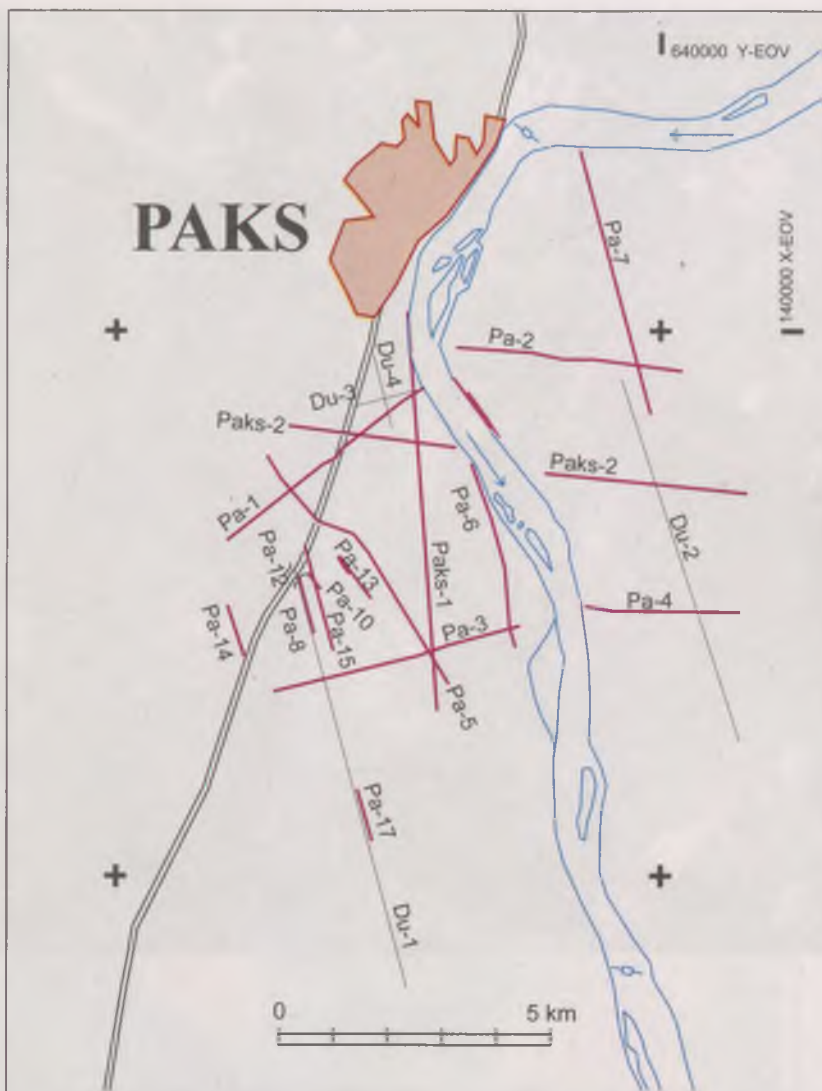 640000 Y-EOV
PAKS
Pa-7
140000 X-EOV
Pa-2
Du-4
Du-3
Paks-2
Paks-2
Pa-1
Pa-6
Du-2
Pa-12
Pa-13
Paks-1
Pa-10
Pa-4
Pa-14
Pa-8
Pa-15
Pa-3
Pa-5
Pa-17
Du-1
0 5 km